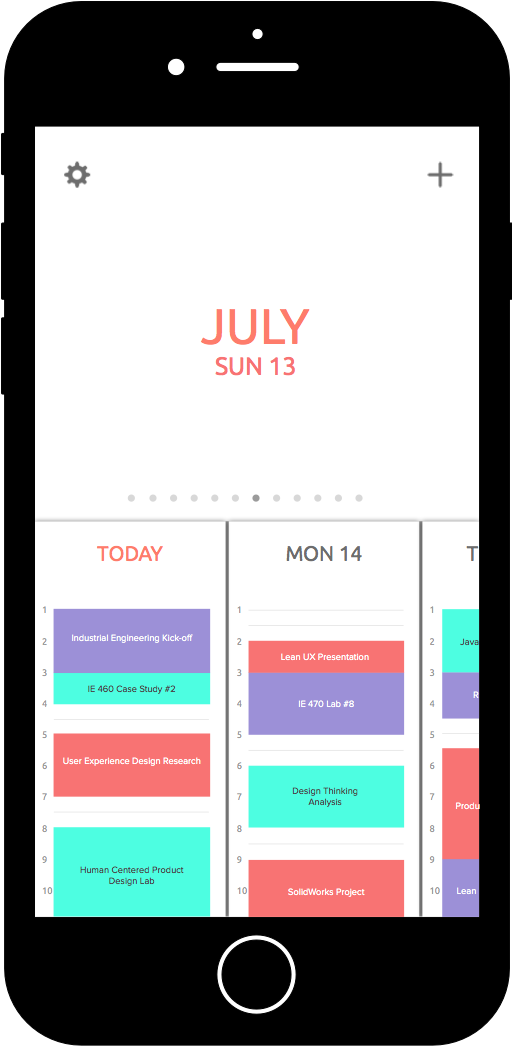 JULY
SUN 13
TODAY
1
2
3
4
5
6
7
8
9
10
Industrial Engineering Kick-off
IE 460 Case Study #2
User Experience Design Research
Human Centered Product
Design Lab
MON 14
1
2
3
4
5
6
7
8
9
10
Lean UX Presentation
IE 470 Lab #8
Design Thinking
Analysis
SolidWorks Project
T
1
2
3
4
5
6
7
8
9
10
Java
R
Produ
Lean